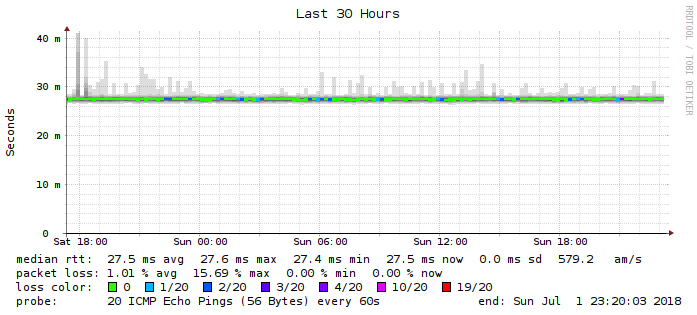 Last 30 Hours
RRDTOOL / TOBI OETIKER
Seconds
40 m
30 m
20 m
10 m
0
Sat 18:00 Sun 00:00 Sun 06:00 Sun 12:00 Sun 18:00
median rtt: 27.5 ms avg 27.6 ms max 27.4 ms min 27.5 ms now 0.0 ms sd 579.2 am/s
packet loss: 1.01 % avg 15.69 % max 0.00 % min 0.00 % now
loss color: 0 1/20 2/20 3/20 4/20 10/20 19/20
probe: 20 ICMP Echo Pings (56 Bytes) every 60s end: Sun Jul 1 23:20:03 2018